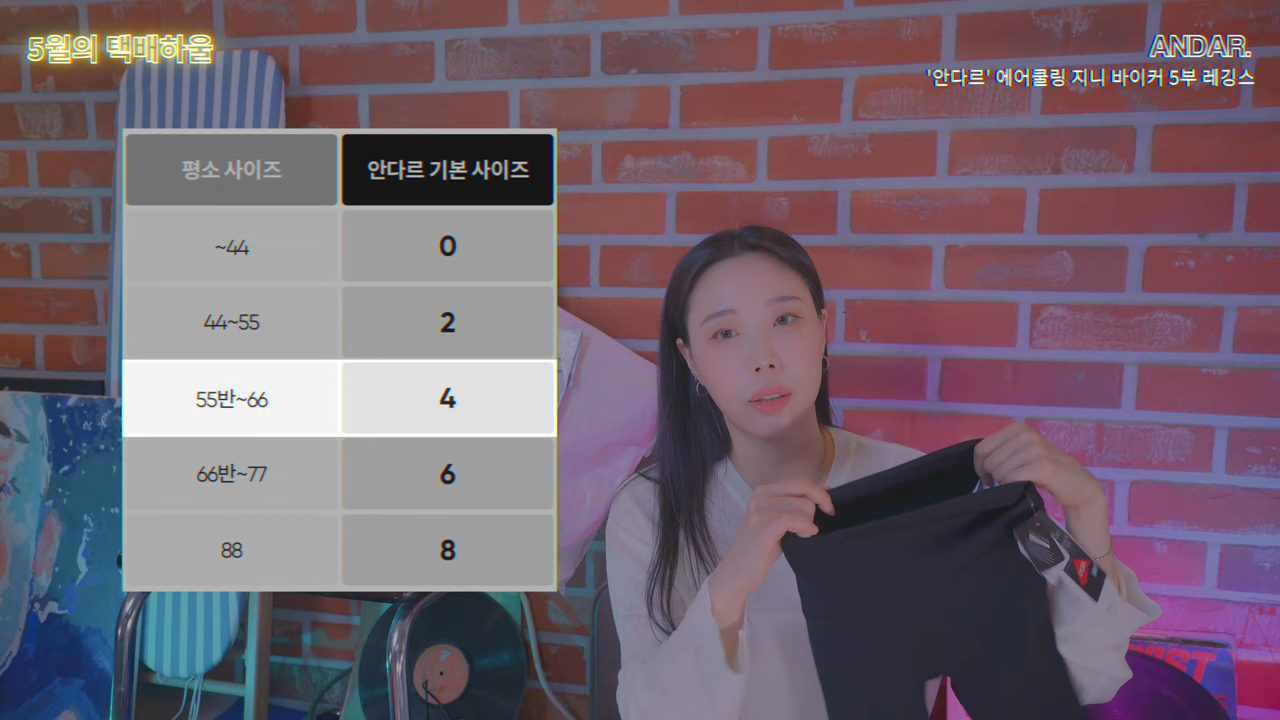 5월의 택배하울
ANDAR.
'안다르' 에어쿨링 지니 바이커 5부 레깅스
평소 사이즈 안다르 기본 사이즈
~44 0
44~55 2
55반~66 4
66반~77 6
88 8